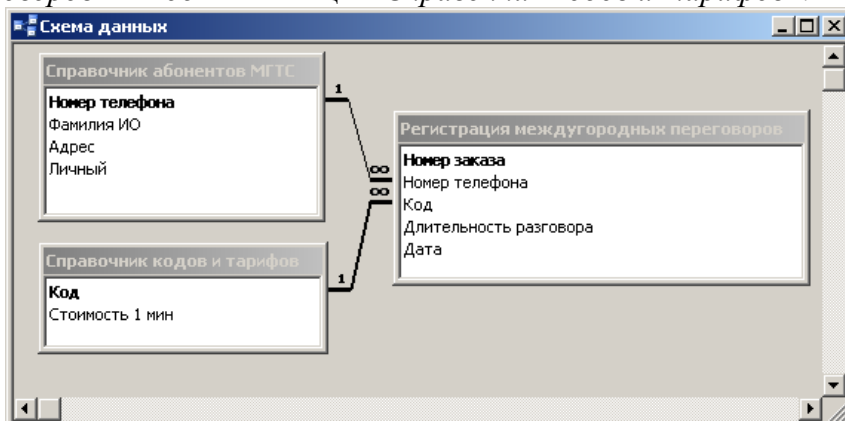 Схема данных
Справочник абонентов МГТС
Номер телефона
Фамилия ИО
Адрес
Личный
1
∞
∞
1
Регистрация междугородных переговоров
Номер заказа
Номер телефона
Код
Длительность разговора
Дата
Справочник кодов и тарифов
Код
Стоимость 1 мин